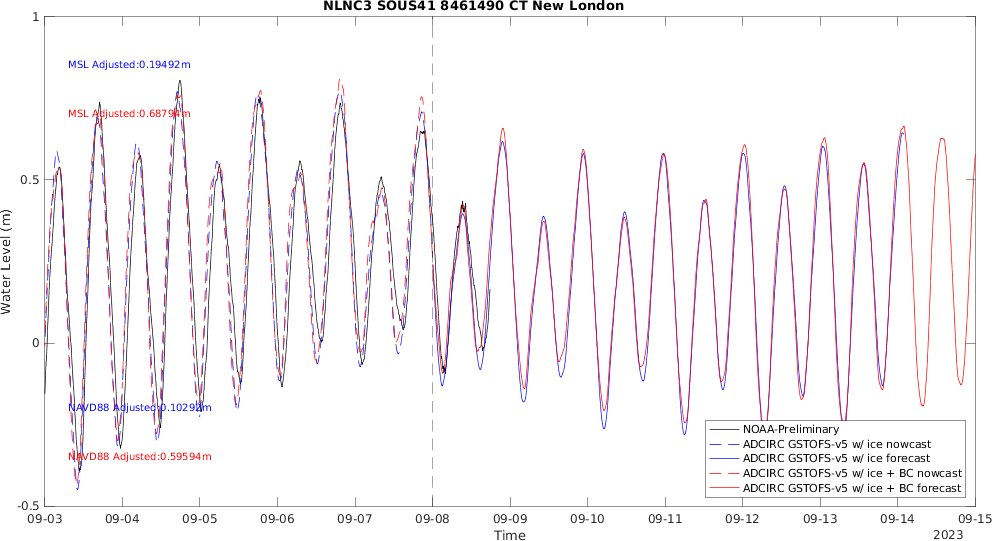 NLNC3 SOUS41 8461490 CT New London
1
0.5
0
-0.5
Water Level (m)
MSL Adjusted:0.19492m
MSL Adjusted:0.68794m
NAVD88 Adjusted:0.10292m
NAVD88 Adjusted:0.59594m
NOAA-Preliminary
ADCIRC GSTOFS-v5 w/ ice nowcast
ADCIRC GSTOFS-v5 w/ ice forecast
ADCIRC GSTOFS-v5 w/ ice + BC nowcast
ADCIRC GSTOFS-v5 w/ ice + BC forecast
09-03 09-04 09-05 09-06 09-07 09-08 09-09 09-10 09-11 09-12 09-13 09-14 09-15
Time
2023